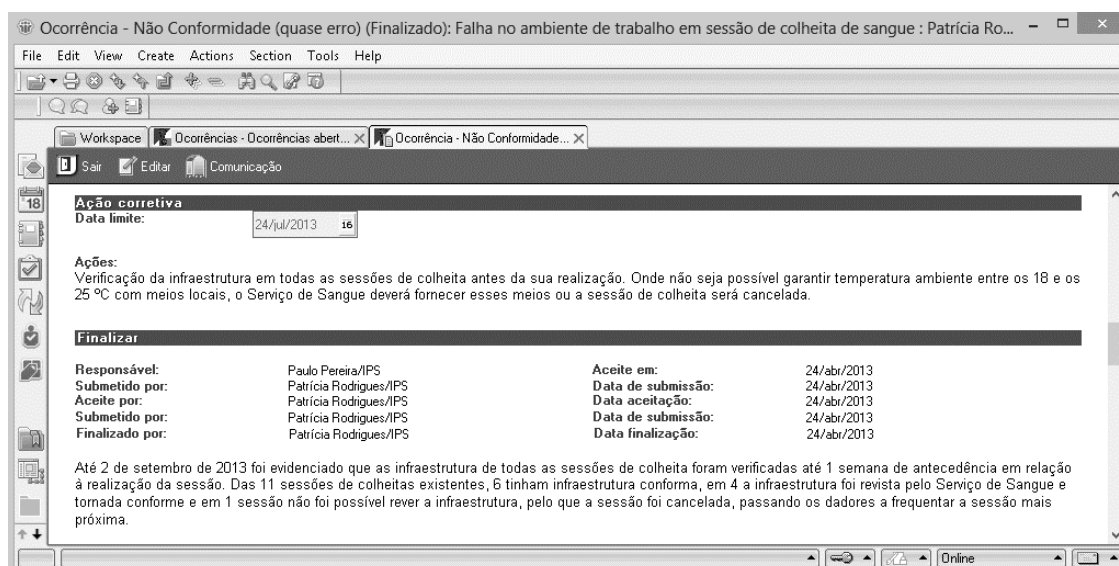 Ocorrência - Não Conformidade (quase erro) (Finalizado): Falha no ambiente de trabalho em sessão de colheita de sangue : Patrícia Ro...
File Edit View Create Actions Section Tools Help
Workspace Ocorrências - Ocorrências abert... Ocorrência - Não Conformidade...
Sair Editar Comunicação
18
Ação corretiva
Data limite: 24/jul/2013 16
Ações:
Verificação da infraestrutura em todas as sessões de colheita antes da sua realização. Onde não seja possível garantir temperatura ambiente entre os 18 e os
25 ºC com meios locais, o Serviço de Sangue deverá fornecer esses meios ou a sessão de colheita será cancelada.
Finalizar
Responsável: Paulo Pereira/IPS Aceite em: 24/abr/2013
Submetido por: Patrícia Rodrigues/IPS Data de submissão: 24/abr/2013
Aceite por: Patrícia Rodrigues/IPS Data aceitação: 24/abr/2013
Submetido por: Patrícia Rodrigues/IPS Data de submissão: 24/abr/2013
Finalizado por: Patrícia Rodrigues/IPS Data finalização: 24/abr/2013
Até 2 de setembro de 2013 foi evidenciado que as infraestrutura de todas as sessões de colheita foram verificadas até 1 semana de antecedência em relação
à realização da sessão. Das 11 sessões de colheitas existentes, 6 tinham infraestrutura conforma, em 4 a infraestrutura foi revista pelo Serviço de Sangue e
tornada conforme e em 1 sessão não foi possível rever a infraestrutura, pelo que a sessão foi cancelada, passando os dadores a frequentar a sessão mais
próxima.
Online